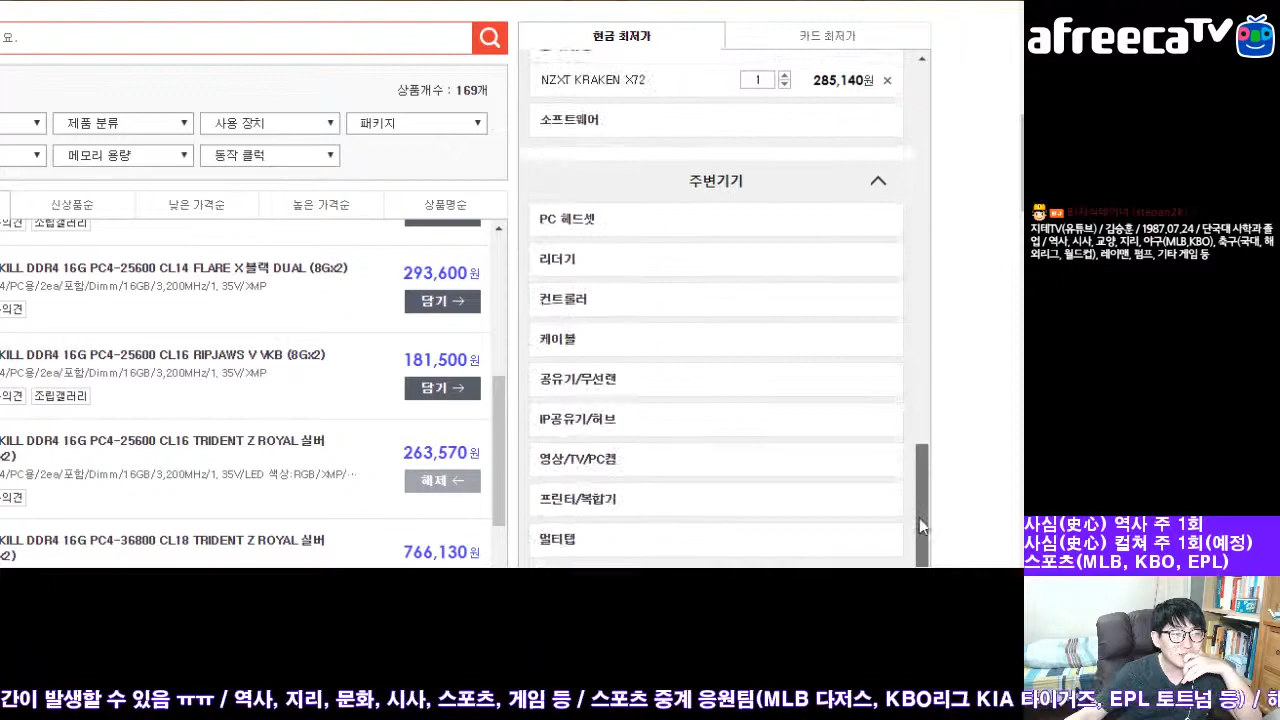 요.
상품개수 : 169개
제품 분류
사용 장치
패키지
메모리 용량
동작 클럭
신상품순
낮은 가격순
높은 가격순
상품명순
조립갤러리
KILL DDR4 16G PC4-25600 CL14 FLARE X 블랙 DUAL (8Gx2)
293,600원
4/PC용/2ea/포함/Dimm/16GB/3,200MHz/1.35V/XMP
담기
의견
KILL DDR4 16G PC4-25600 CL16 RIPJAWS V VKB (8Gx2)
181,500원
4/PC용/2ea/포함/Dimm/16GB/3,200MHz/1.35V/XMP
담기
의견
조립갤러리
KILL DDR4 16G PC4-25600 CL16 TRIDENT Z ROYAL 실버
x2)
263,570원
4/PC용/2ea/포함/Dimm/16GB/3,200MHz/1.35V/LED 색상:RGB/XMP/···
해제
의견
KILL DDR4 16G PC4-36800 CL18 TRIDENT Z ROYAL 실버
x2)
766,130원
현금 최저가
카드 최저가
NZXT KRAKEN X72
1
285,140원
소프트웨어
주변기기
PC 헤드셋
리더기
컨트롤러
케이블
공유기/무선랜
IP공유기/허브
영상/TV/PC캠
프린터/복합기
멀티탭
afreecaTV
BJ
지테TV(유튜브) / 김승훈 / 1987.07.24 / 단국대 사학과 졸
업 / 역사, 시사, 교양, 지리, 야구(MLB,KBO), 축구(국대, 해
외리그, 월드컵), 레이맨, 펌프, 기타 게임 등
사심(史心) 역사 주 1회
사심(史心) 컬쳐 주 1회(예정)
스포츠(MLB, KBO, EPL)
간이 발생할 수 있음 ㅠㅠ / 역사, 지리, 문화, 시사, 스포츠, 게임 등 / 스포츠 중계 응원팀(MLB 다저스, KBO리그 KIA 타이거즈, EPL 토트넘 등) /